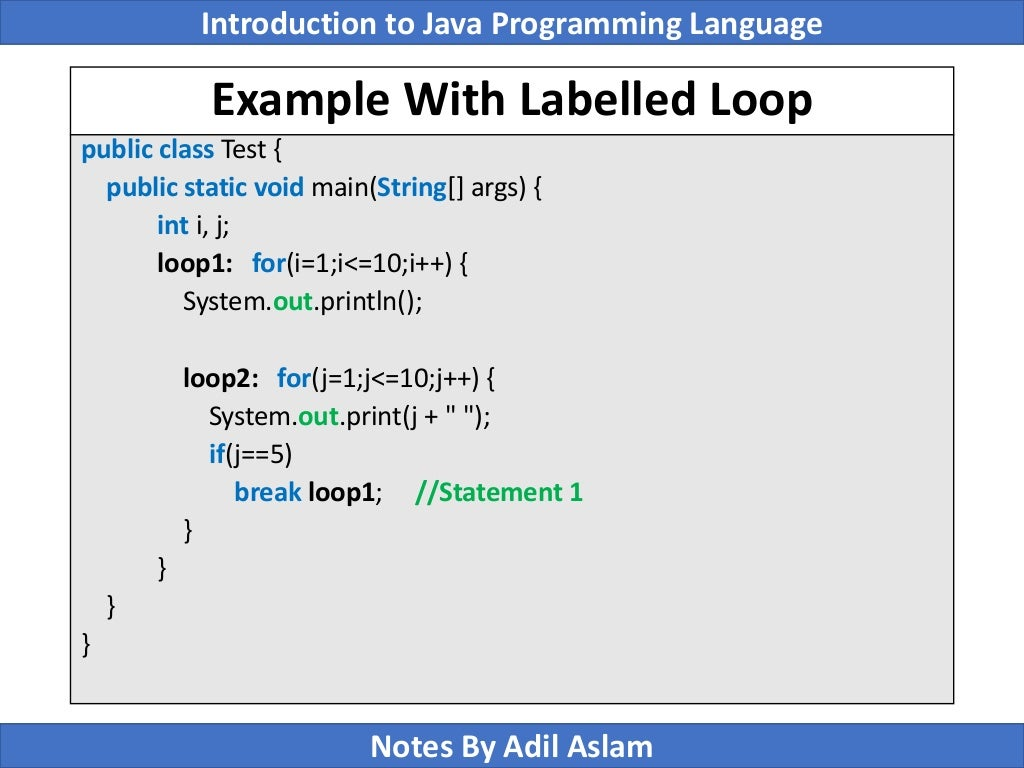 Introduction to Java Programming Language
Example With Labelled Loop
public class Test {
public static void main(String[] args) {
int i, j;
loop1: for(i=1;i<=10;i++) {
System.out.println();
loop2: for(j=1;j<=10;j++) {
System.out.print(j + " ");
if(j==5)
break loop1; //Statement 1
}
}
}
}
Notes By Adil Aslam